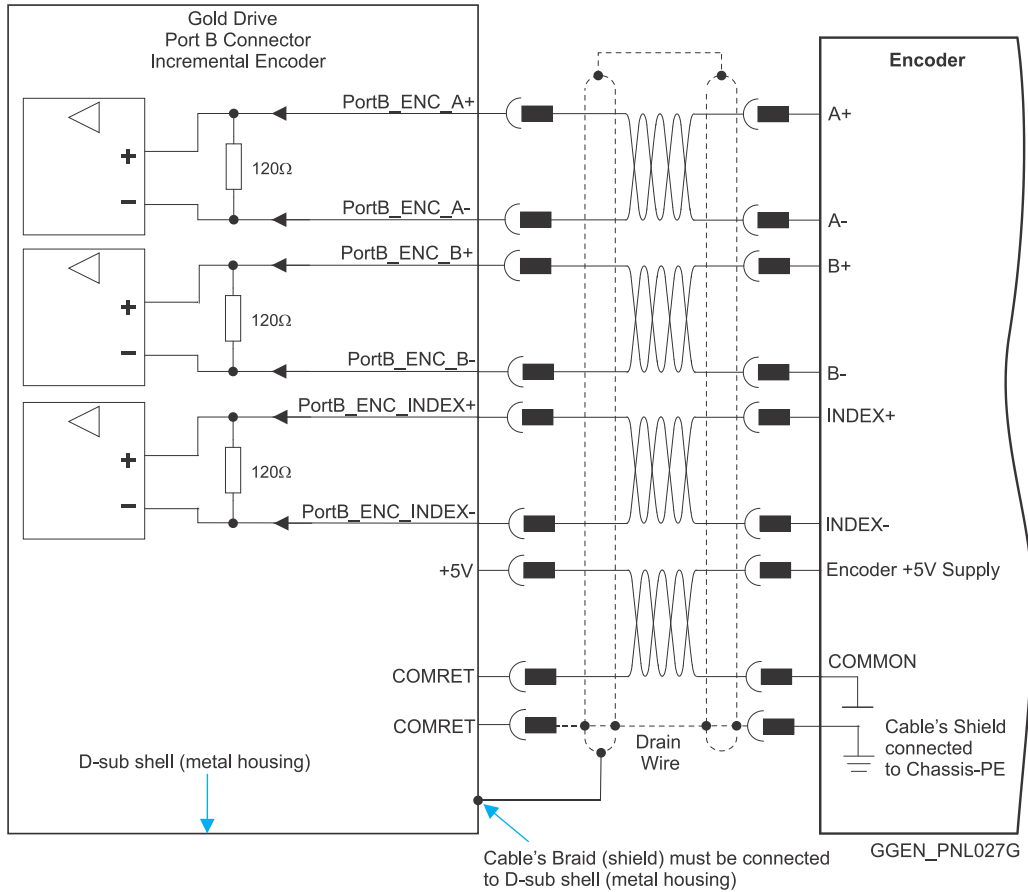 Gold Drive
Port B Connector
Incremental Encoder
Encoder
PortB_ENC_A+
A+
+
120Ω
-
PortB_ENC_A-
A-
PortB_ENC_B+
B+
+
120Ω
-
PortB_ENC_B-
B-
PortB_ENC_INDEX+
INDEX+
+
120Ω
-
PortB_ENC_INDEX-
INDEX-
+5V
Encoder +5V Supply
COMRET
COMMON
COMRET
Drain
Wire
Cable's Shield
connected
to Chassis-PE
D-sub shell (metal housing)
Cable's Braid (shield) must be connected
to D-sub shell (metal housing)
GGEN_PNL027G